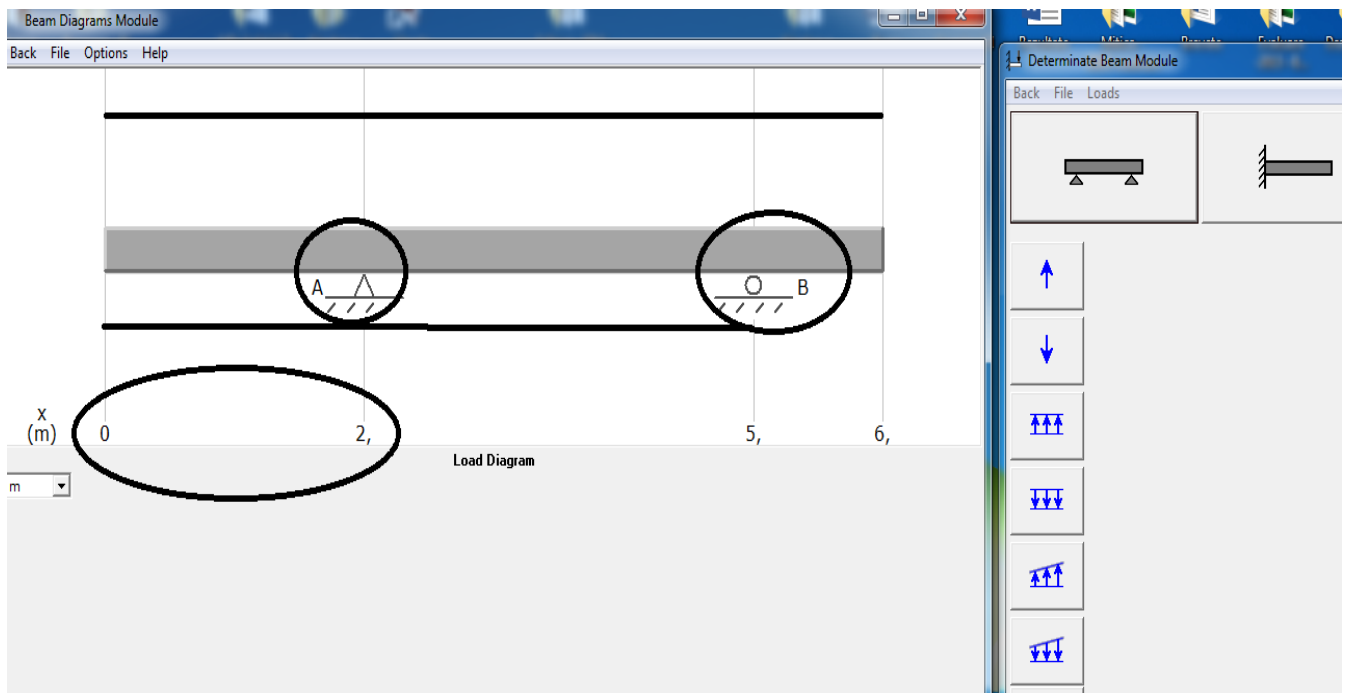 Beam Diagrams Module
Back File Options Help
A
B
x
(m)
0
2,
5,
6,
Load Diagram
m
Determinate Beam Module
Back File Loads